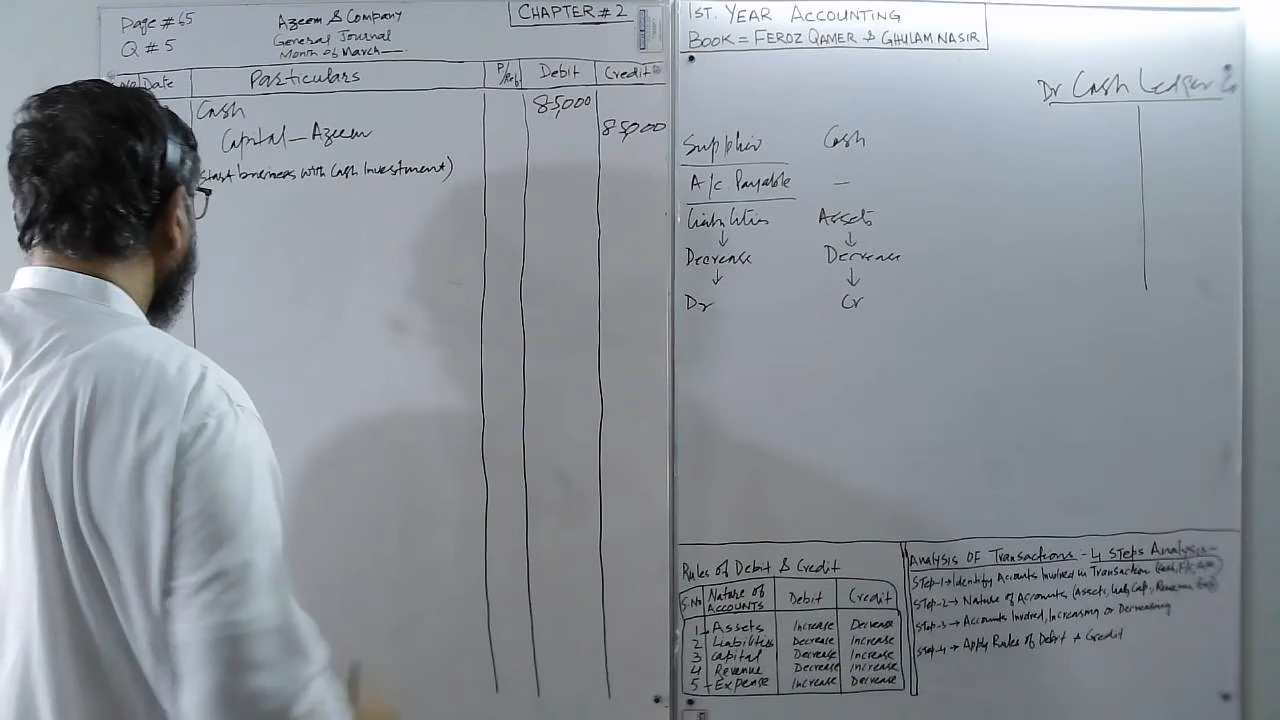 Page # 65
Q # 5
Azeem & Company
General Journal
Month of March
CHAPTER # 2
No Date Particulars P/Ref Debit Credit
Cash 85,000
Capital - Azeem 85,000
Start business with Cash Investment)
1ST. YEAR ACCOUNTING
BOOK = FEROZ QAMER & GHULAM NASIR
Dr Cash Ledger
Supplier Cash
A/c Payable —
Liabilities Assets
↓ ↓
Decrease Decrease
↓ ↓
Dr Cr
Rules of Debit & Credit
S.No Nature of ACCOUNTS Debit Credit
1 - Assets Increase Decrease
2 Liabilities Decrease Increase
3 Capital Decrease Increase
4 Revenue Decrease Increase
5 - Expense Increase Decrease
Analysis OF Transactions - 4 Steps Analysis -
Step-1 → Identify Accounts Involved in Transaction
Step-2 → Nature of Accounts (Assets, Liab, Cap, Revenue, Exp)
Step-3 → Accounts Involved, Increasing or Decreasing
Step-4 → Apply Rules of Debit & Credit